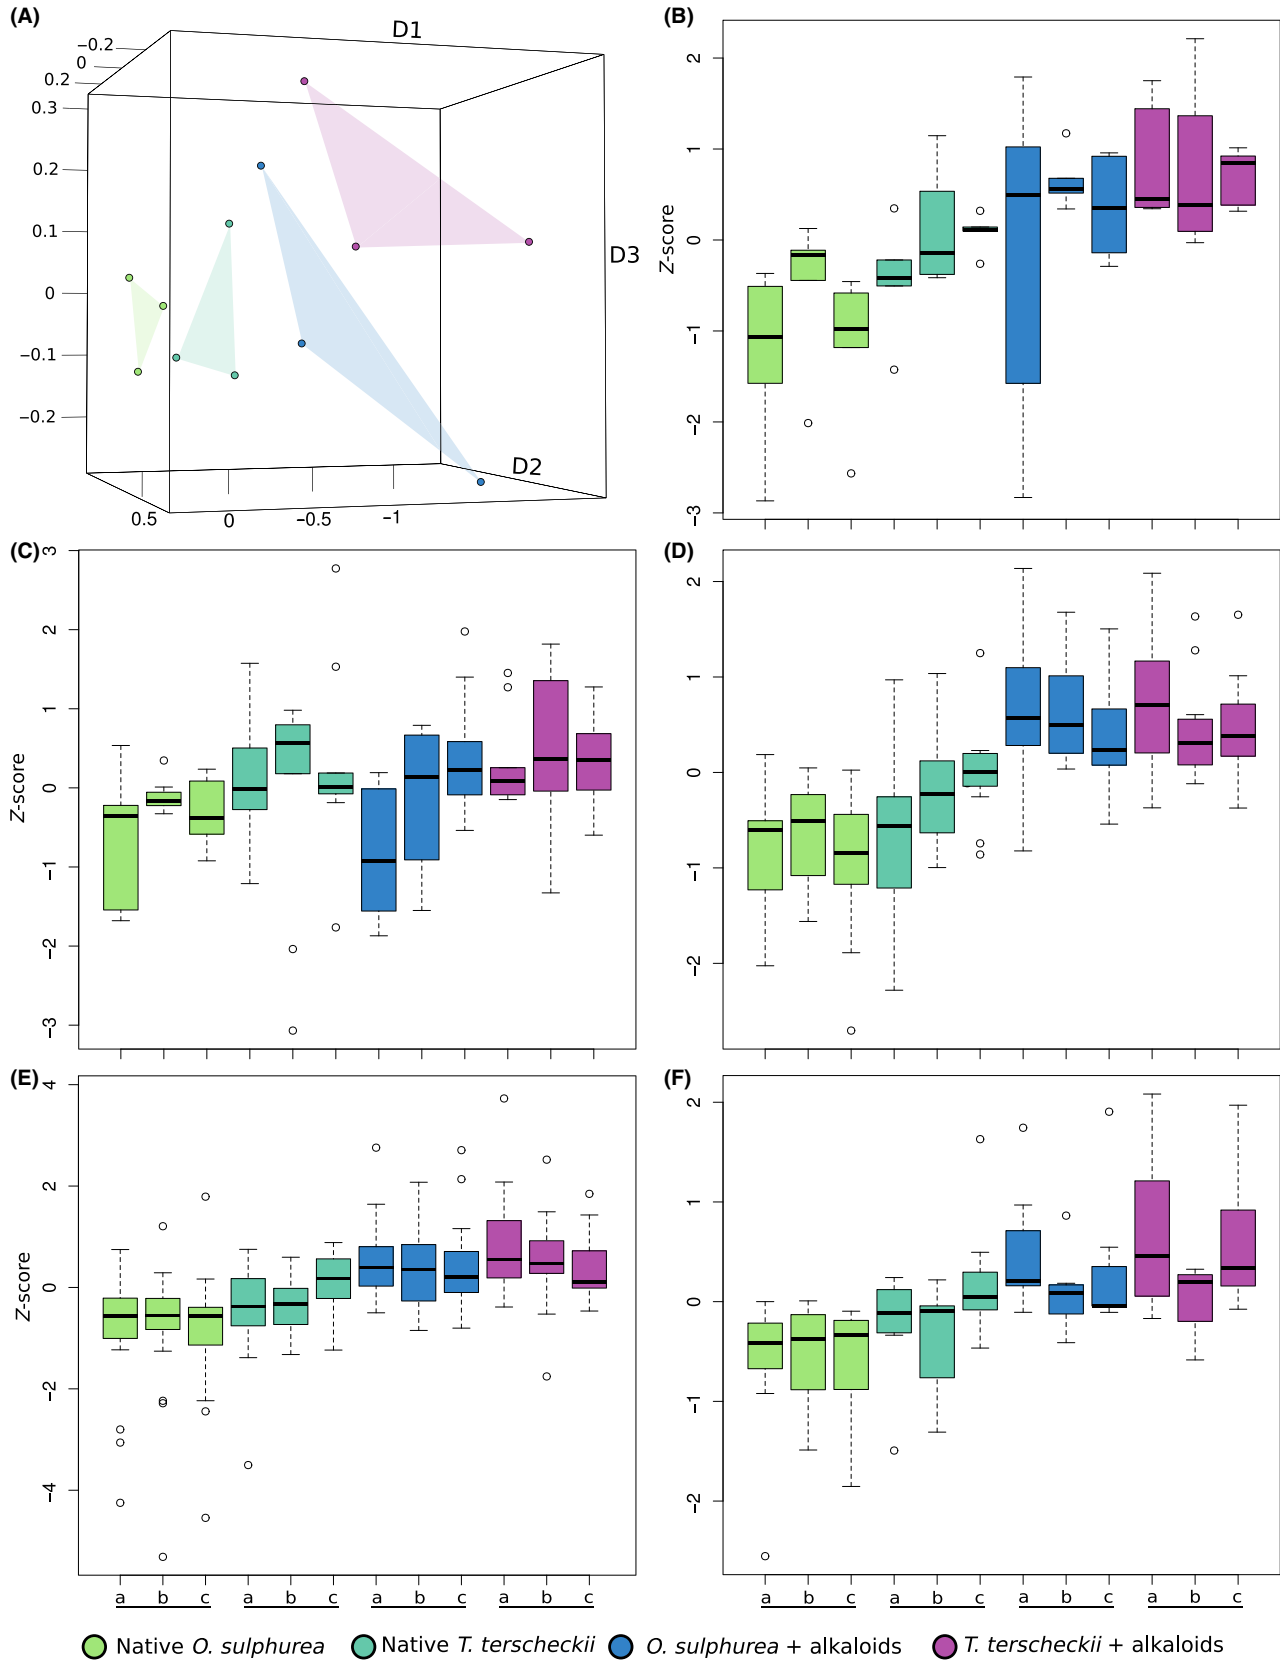 (A)
D1
−0.2
0
0.2
0.3
0.2
0.1
0
−0.1
−0.2
D3
D2
0.5
0
−0.5
−1
(B)
Z-score
2
1
0
−1
−2
−3
(C)
Z-score
3
2
1
0
−1
−2
−3
(D)
2
1
0
−1
−2
(E)
Z-score
4
2
0
−2
−4
a b c a b c a b c a b c
(F)
2
1
0
−1
−2
a b c a b c a b c a b c
Native O. sulphurea Native T. terscheckii O. sulphurea + alkaloids T. terscheckii + alkaloids